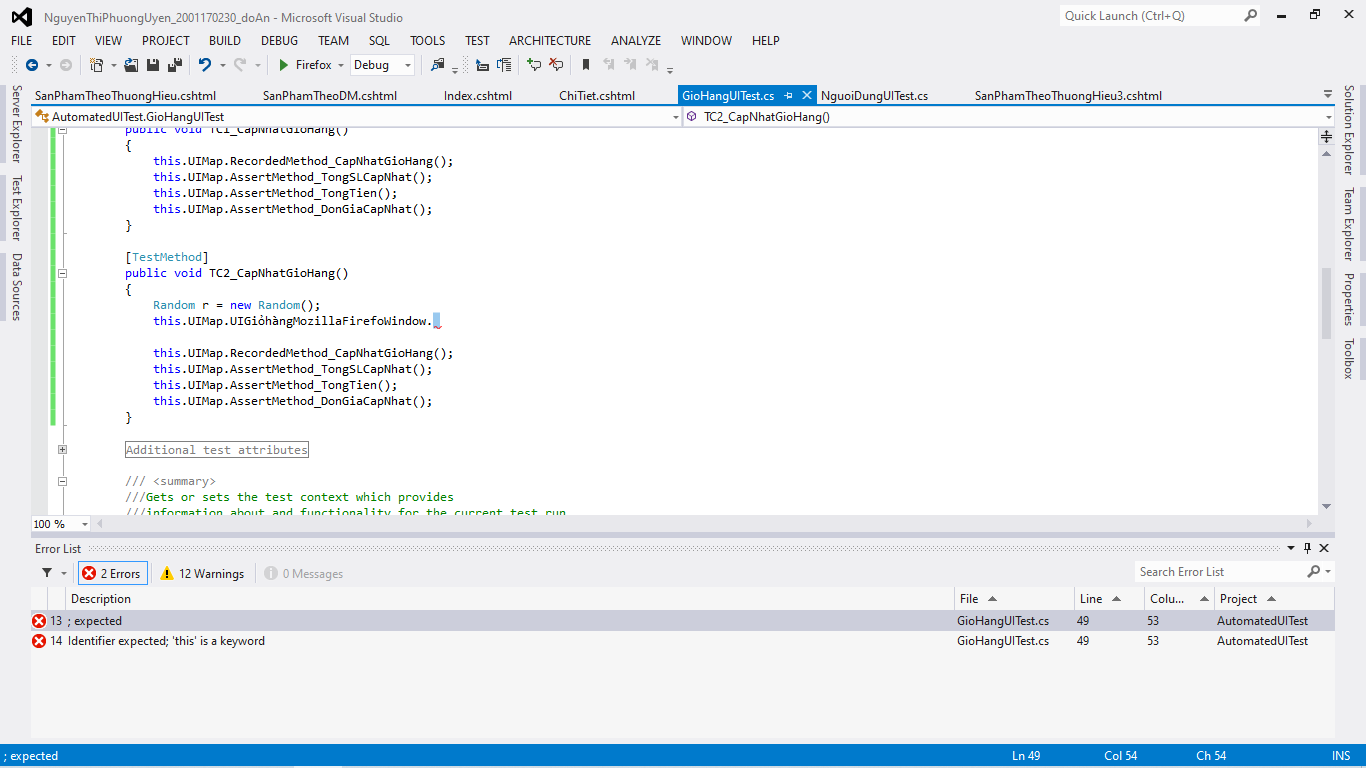 NguyenThiPhuongUyen_2001170230_doAn - Microsoft Visual Studio
Quick Launch (Ctrl+Q)
FILE EDIT VIEW PROJECT BUILD DEBUG TEAM SQL TOOLS TEST ARCHITECTURE ANALYZE WINDOW HELP
Firefox Debug
SanPhamTheoThuongHieu.cshtml SanPhamTheoDM.cshtml Index.cshtml ChiTiet.cshtml GioHangUITest.cs NguoiDungUITest.cs SanPhamTheoThuongHieu3.cshtml
AutomatedUITest.GioHangUITest TC2_CapNhatGioHang()
Server Explorer
Test Explorer
Data Sources
public void TC1_CapNhatGioHang()
{
this.UIMap.RecordedMethod_CapNhatGioHang();
this.UIMap.AssertMethod_TongSLCapNhat();
this.UIMap.AssertMethod_TongTien();
this.UIMap.AssertMethod_DonGiaCapNhat();
}
[TestMethod]
public void TC2_CapNhatGioHang()
{
Random r = new Random();
this.UIMap.UIGiỏhàngMozillaFirefoWindow.
this.UIMap.RecordedMethod_CapNhatGioHang();
this.UIMap.AssertMethod_TongSLCapNhat();
this.UIMap.AssertMethod_TongTien();
this.UIMap.AssertMethod_DonGiaCapNhat();
}
Additional test attributes
/// <summary>
///Gets or sets the test context which provides
///information about and functionality for the current test run
Solution Explorer
Team Explorer
Properties
Toolbox
100 %
Error List
2 Errors 12 Warnings 0 Messages
Search Error List
Description File Line Colu... Project
13 ; expected GioHangUITest.cs 49 53 AutomatedUITest
14 Identifier expected; 'this' is a keyword GioHangUITest.cs 49 53 AutomatedUITest
; expected Ln 49 Col 54 Ch 54 INS